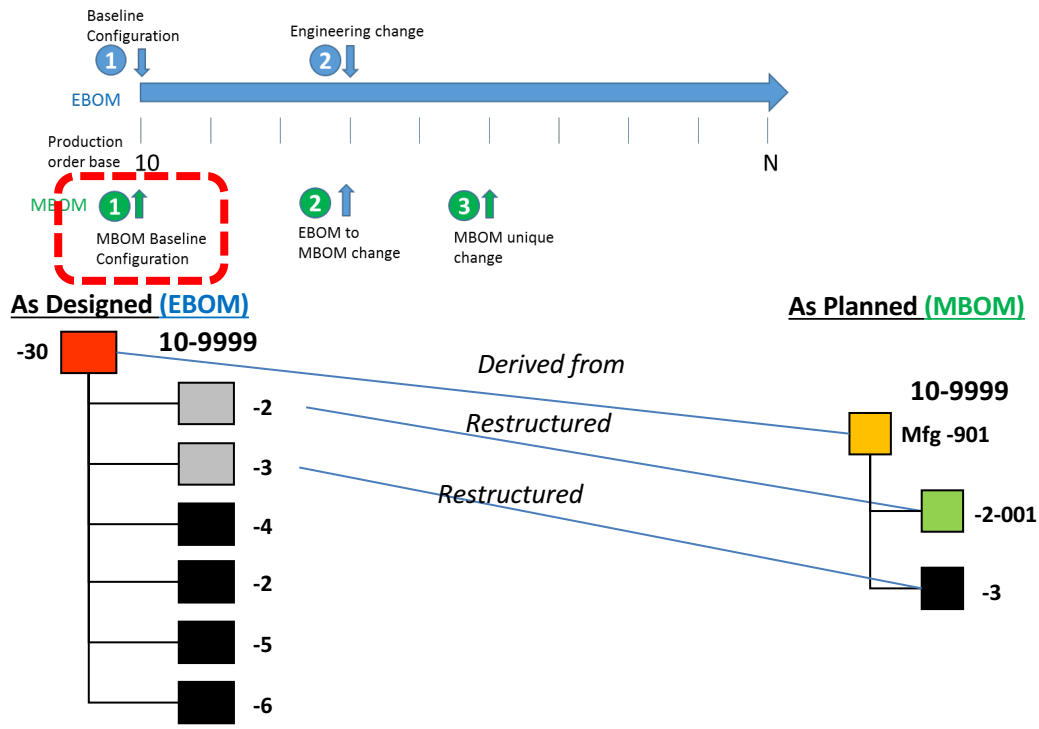 Baseline
Configuration
Engineering change
1
2
EBOM
Production
order base
10
N
MBOM
1
2
3
MBOM Baseline
Configuration
EBOM to
MBOM change
MBOM unique
change
As Designed (EBOM)
As Planned (MBOM)
-30
10-9999
Derived from
10-9999
-2
Restructured
Mfg -901
-3
Restructured
-2-001
-4
-2
-3
-5
-6